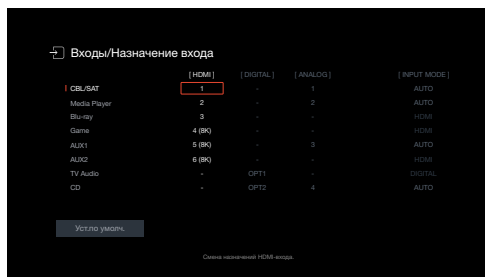 Входы/Назначение входа
[ HDMI ] [ DIGITAL ] [ ANALOG ] [ INPUT MODE ]
CBL/SAT 1 - 1 AUTO
Media Player 2 - 2 AUTO
Blu-ray 3 - - HDMI
Game 4 (8K) - - HDMI
AUX1 5 (8K) - 3 AUTO
AUX2 6 (8K) - - HDMI
TV Audio - OPT1 - DIGITAL
CD - OPT2 4 AUTO
Уст.по умолч.
Смена назначений HDMI-входа.